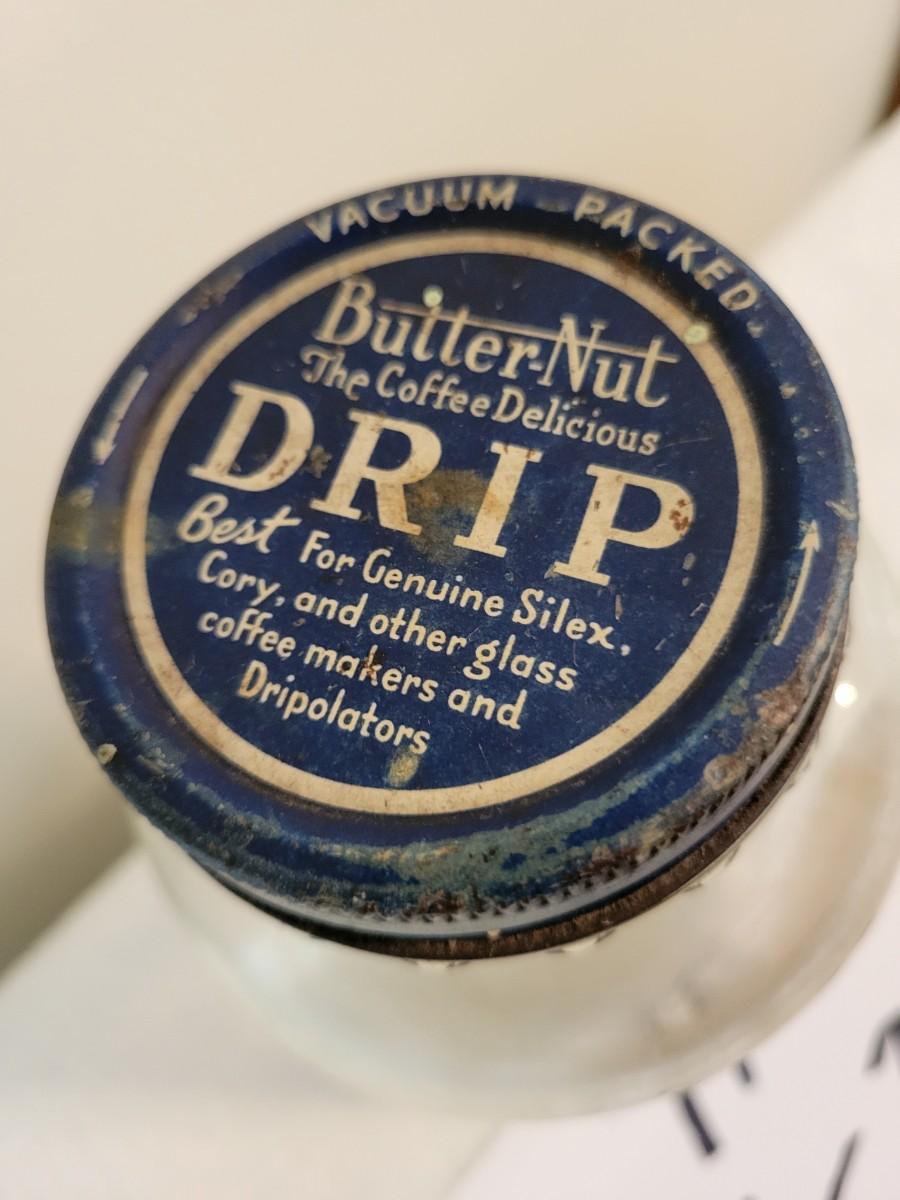 VACUUM - PACKED
Butter-Nut
The Coffee Delicious
DRIP
Best For Genuine Silex,
Cory, and other glass
coffee makers and
Dripolators